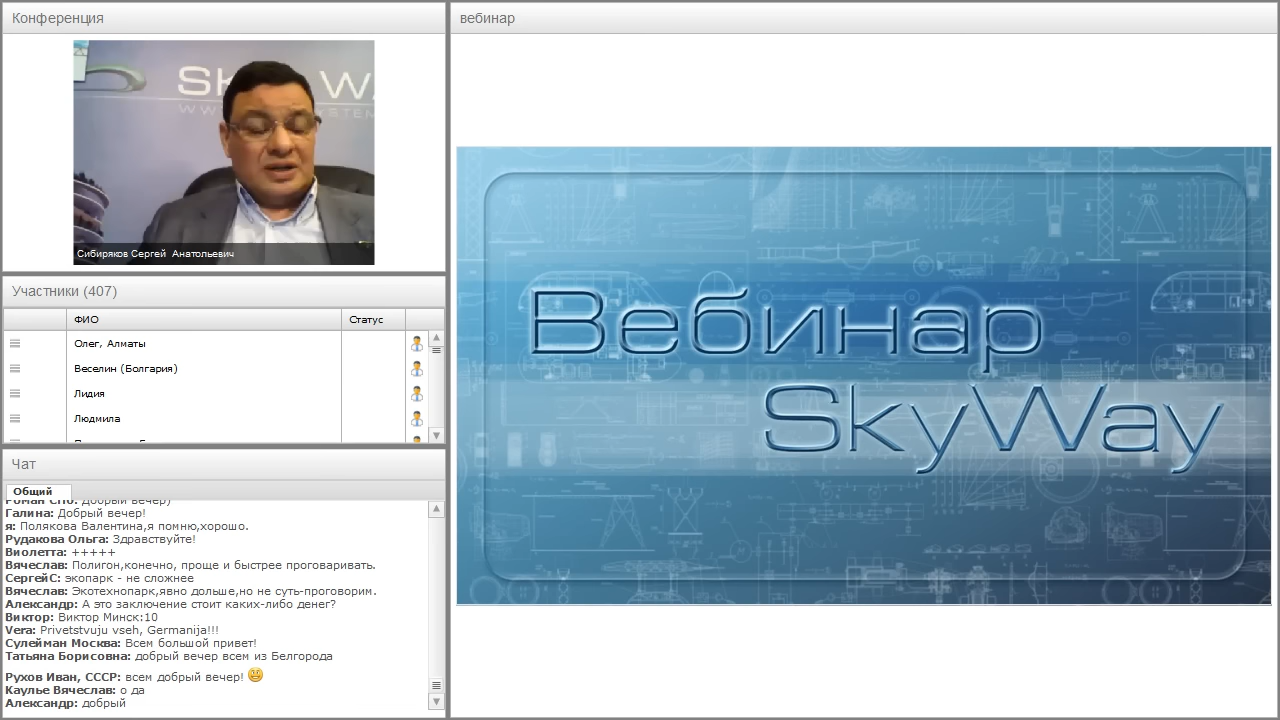 Конференция
SK WA
Сибиряков Сергей Анатольевич
Участники (407)
ФИО Статус
Олег, Алматы
Веселин (Болгария)
Лидия
Людмила
Чат
Общий
добрый вечер)
Галина: Добрый вечер!
я: Полякова Валентина,я помню,хорошо.
Рудакова Ольга: Здравствуйте!
Виолетта: +++++
Вячеслав: Полигон,конечно, проще и быстрее проговаривать.
СергейС: экопарк - не сложнее
Вячеслав: Экотехнопарк,явно дольше,но не суть-проговорим.
Александр: А это заключение стоит каких-либо денег?
Виктор: Виктор Минск:10
Vera: Privetstvuju vseh, Germanija!!!
Сулейман Москва: Всем большой привет!
Татьяна Борисовна: добрый вечер всем из Белгорода
Рухов Иван, СССР: всем добрый вечер!
Каулье Вячеслав: о да
Александр: добрый
вебинар
Вебинар
SkyWay